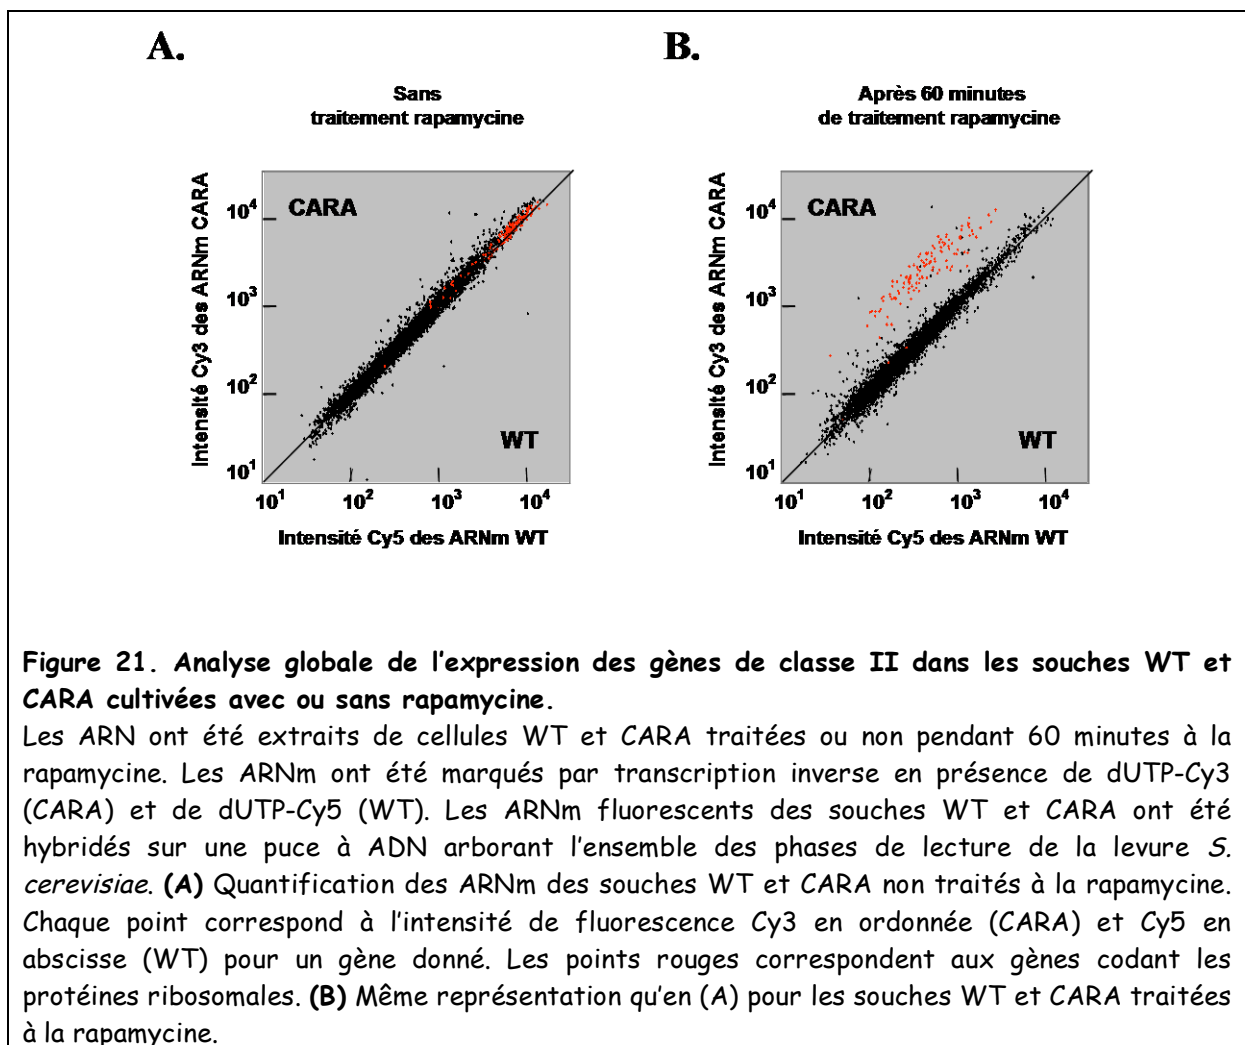 A.
B.
Sans
traitement rapamycine
Après 60 minutes
de traitement rapamycine
Intensité Cy3 des ARNm CARA
CARA
WT
10⁴
10³
10²
10¹
10¹ 10² 10³ 10⁴
Intensité Cy5 des ARNm WT
Intensité Cy3 des ARNm CARA
CARA
WT
10⁴
10³
10²
10¹
10¹ 10² 10³ 10⁴
Intensité Cy5 des ARNm WT
Figure 21. Analyse globale de l'expression des gènes de classe II dans les souches WT et
CARA cultivées avec ou sans rapamycine.
Les ARN ont été extraits de cellules WT et CARA traitées ou non pendant 60 minutes à la
rapamycine. Les ARNm ont été marqués par transcription inverse en présence de dUTP-Cy3
(CARA) et de dUTP-Cy5 (WT). Les ARNm fluorescents des souches WT et CARA ont été
hybridés sur une puce à ADN arborant l'ensemble des phases de lecture de la levure S.
cerevisiae. (A) Quantification des ARNm des souches WT et CARA non traités à la rapamycine.
Chaque point correspond à l'intensité de fluorescence Cy3 en ordonnée (CARA) et Cy5 en
abscisse (WT) pour un gène donné. Les points rouges correspondent aux gènes codant les
protéines ribosomales. (B) Même représentation qu'en (A) pour les souches WT et CARA traitées
à la rapamycine.